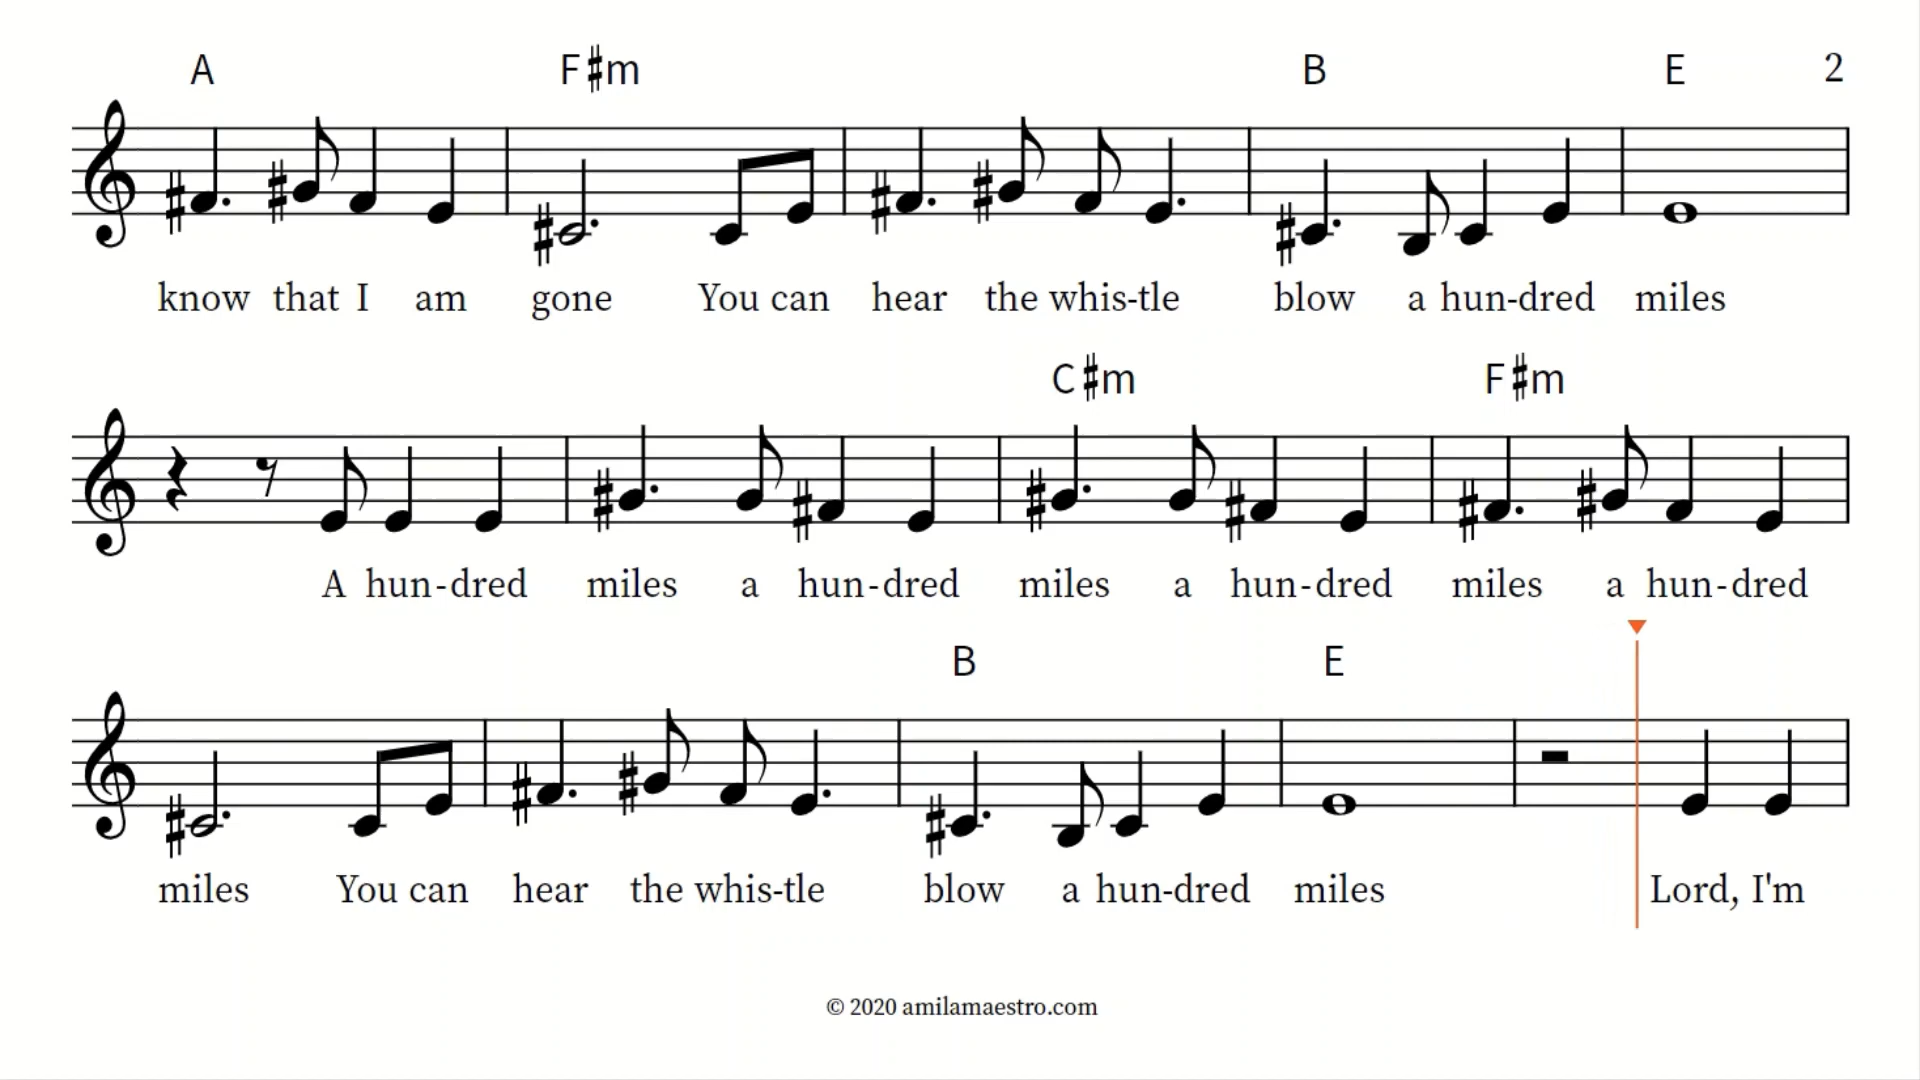 A F♯m B E 2
know that I am gone You can hear the whis-tle blow a hun-dred miles
C♯m F♯m
A hun-dred miles a hun-dred miles a hun-dred miles a hun-dred
B E
miles You can hear the whis-tle blow a hun-dred miles Lord, I'm
© 2020 amilamaestro.com